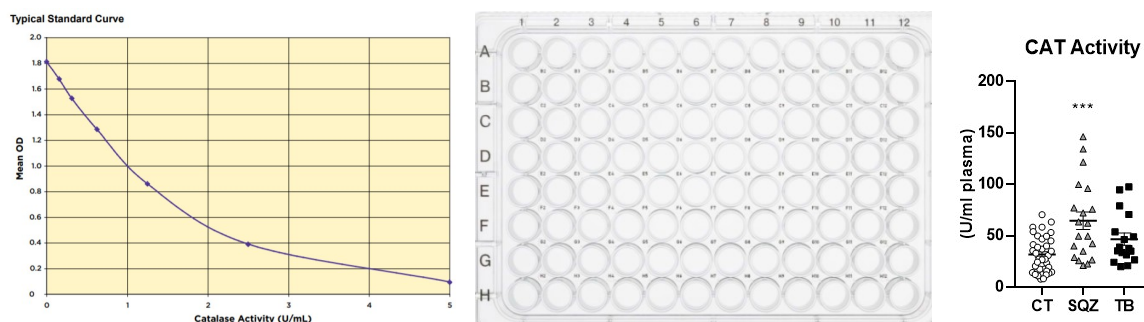 Typical Standard Curve
2.0
1.8
1.6
1.4
1.2
1.0
0.8
0.6
0.4
0.2
0
Mean OD
0 1 2 3 4 5
Catalase Activity (U/mL)
1 2 3 4 5 6 7 8 9 10 11 12
A
B
C
D
E
F
G
H
CAT Activity
200
150
100
50
0
(U/ml plasma)
***
CT SQZ TB